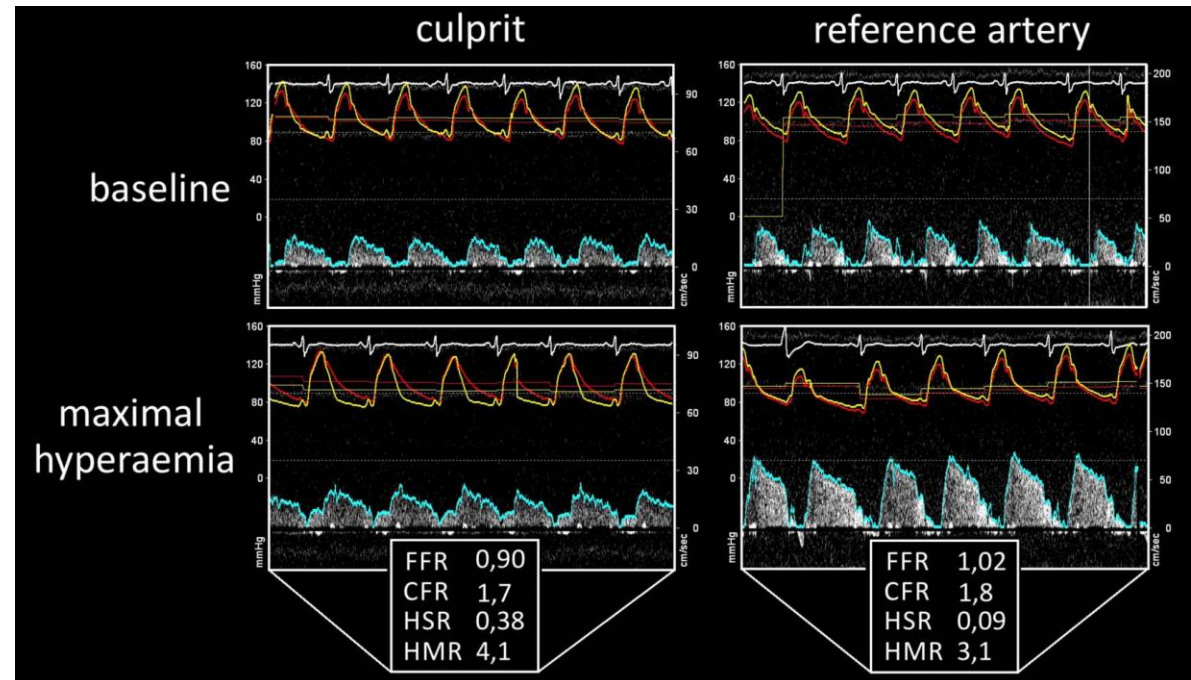 culprit
reference artery
baseline
160
120
80
40
0
mmHg
90
60
30
0
cm/sec
160
120
80
40
0
mmHg
200
150
100
50
0
cm/sec
maximal
hyperaemia
160
120
80
40
0
mmHg
90
60
30
0
cm/sec
160
120
80
40
0
mmHg
200
150
100
50
0
cm/sec
FFR 0,90
CFR 1,7
HSR 0,38
HMR 4,1
FFR 1,02
CFR 1,8
HSR 0,09
HMR 3,1